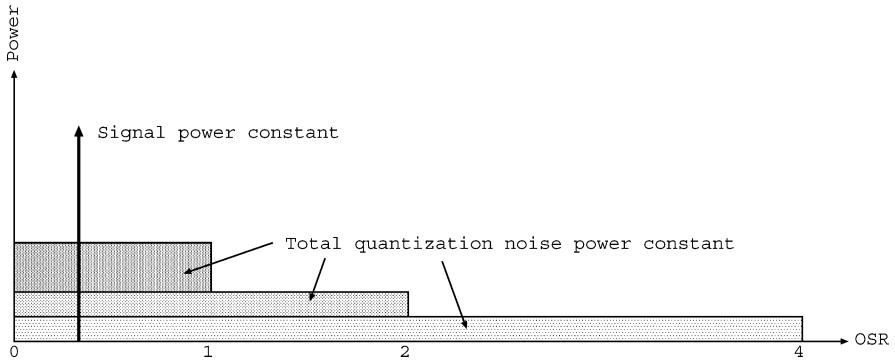 Power
Signal power constant
Total quantization noise power constant
0
1
2
4
OSR